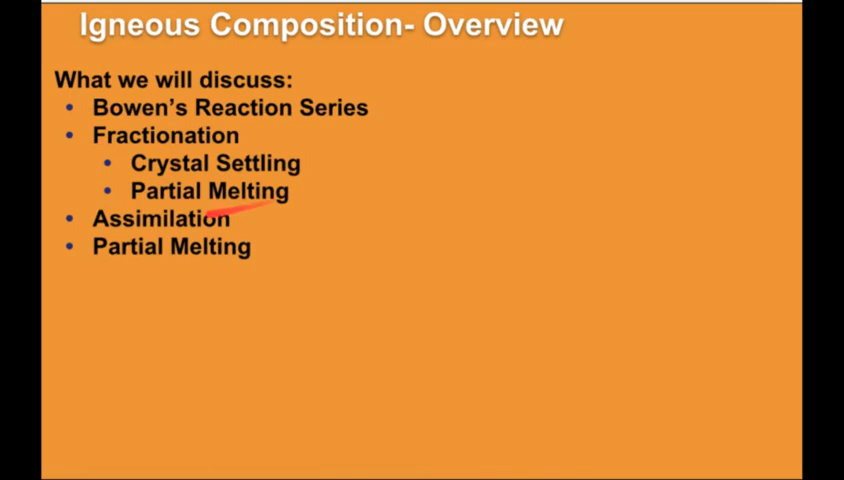 Igneous Composition- Overview
What we will discuss:
• Bowen's Reaction Series
• Fractionation
• Crystal Settling
• Partial Melting
• Assimilation
• Partial Melting